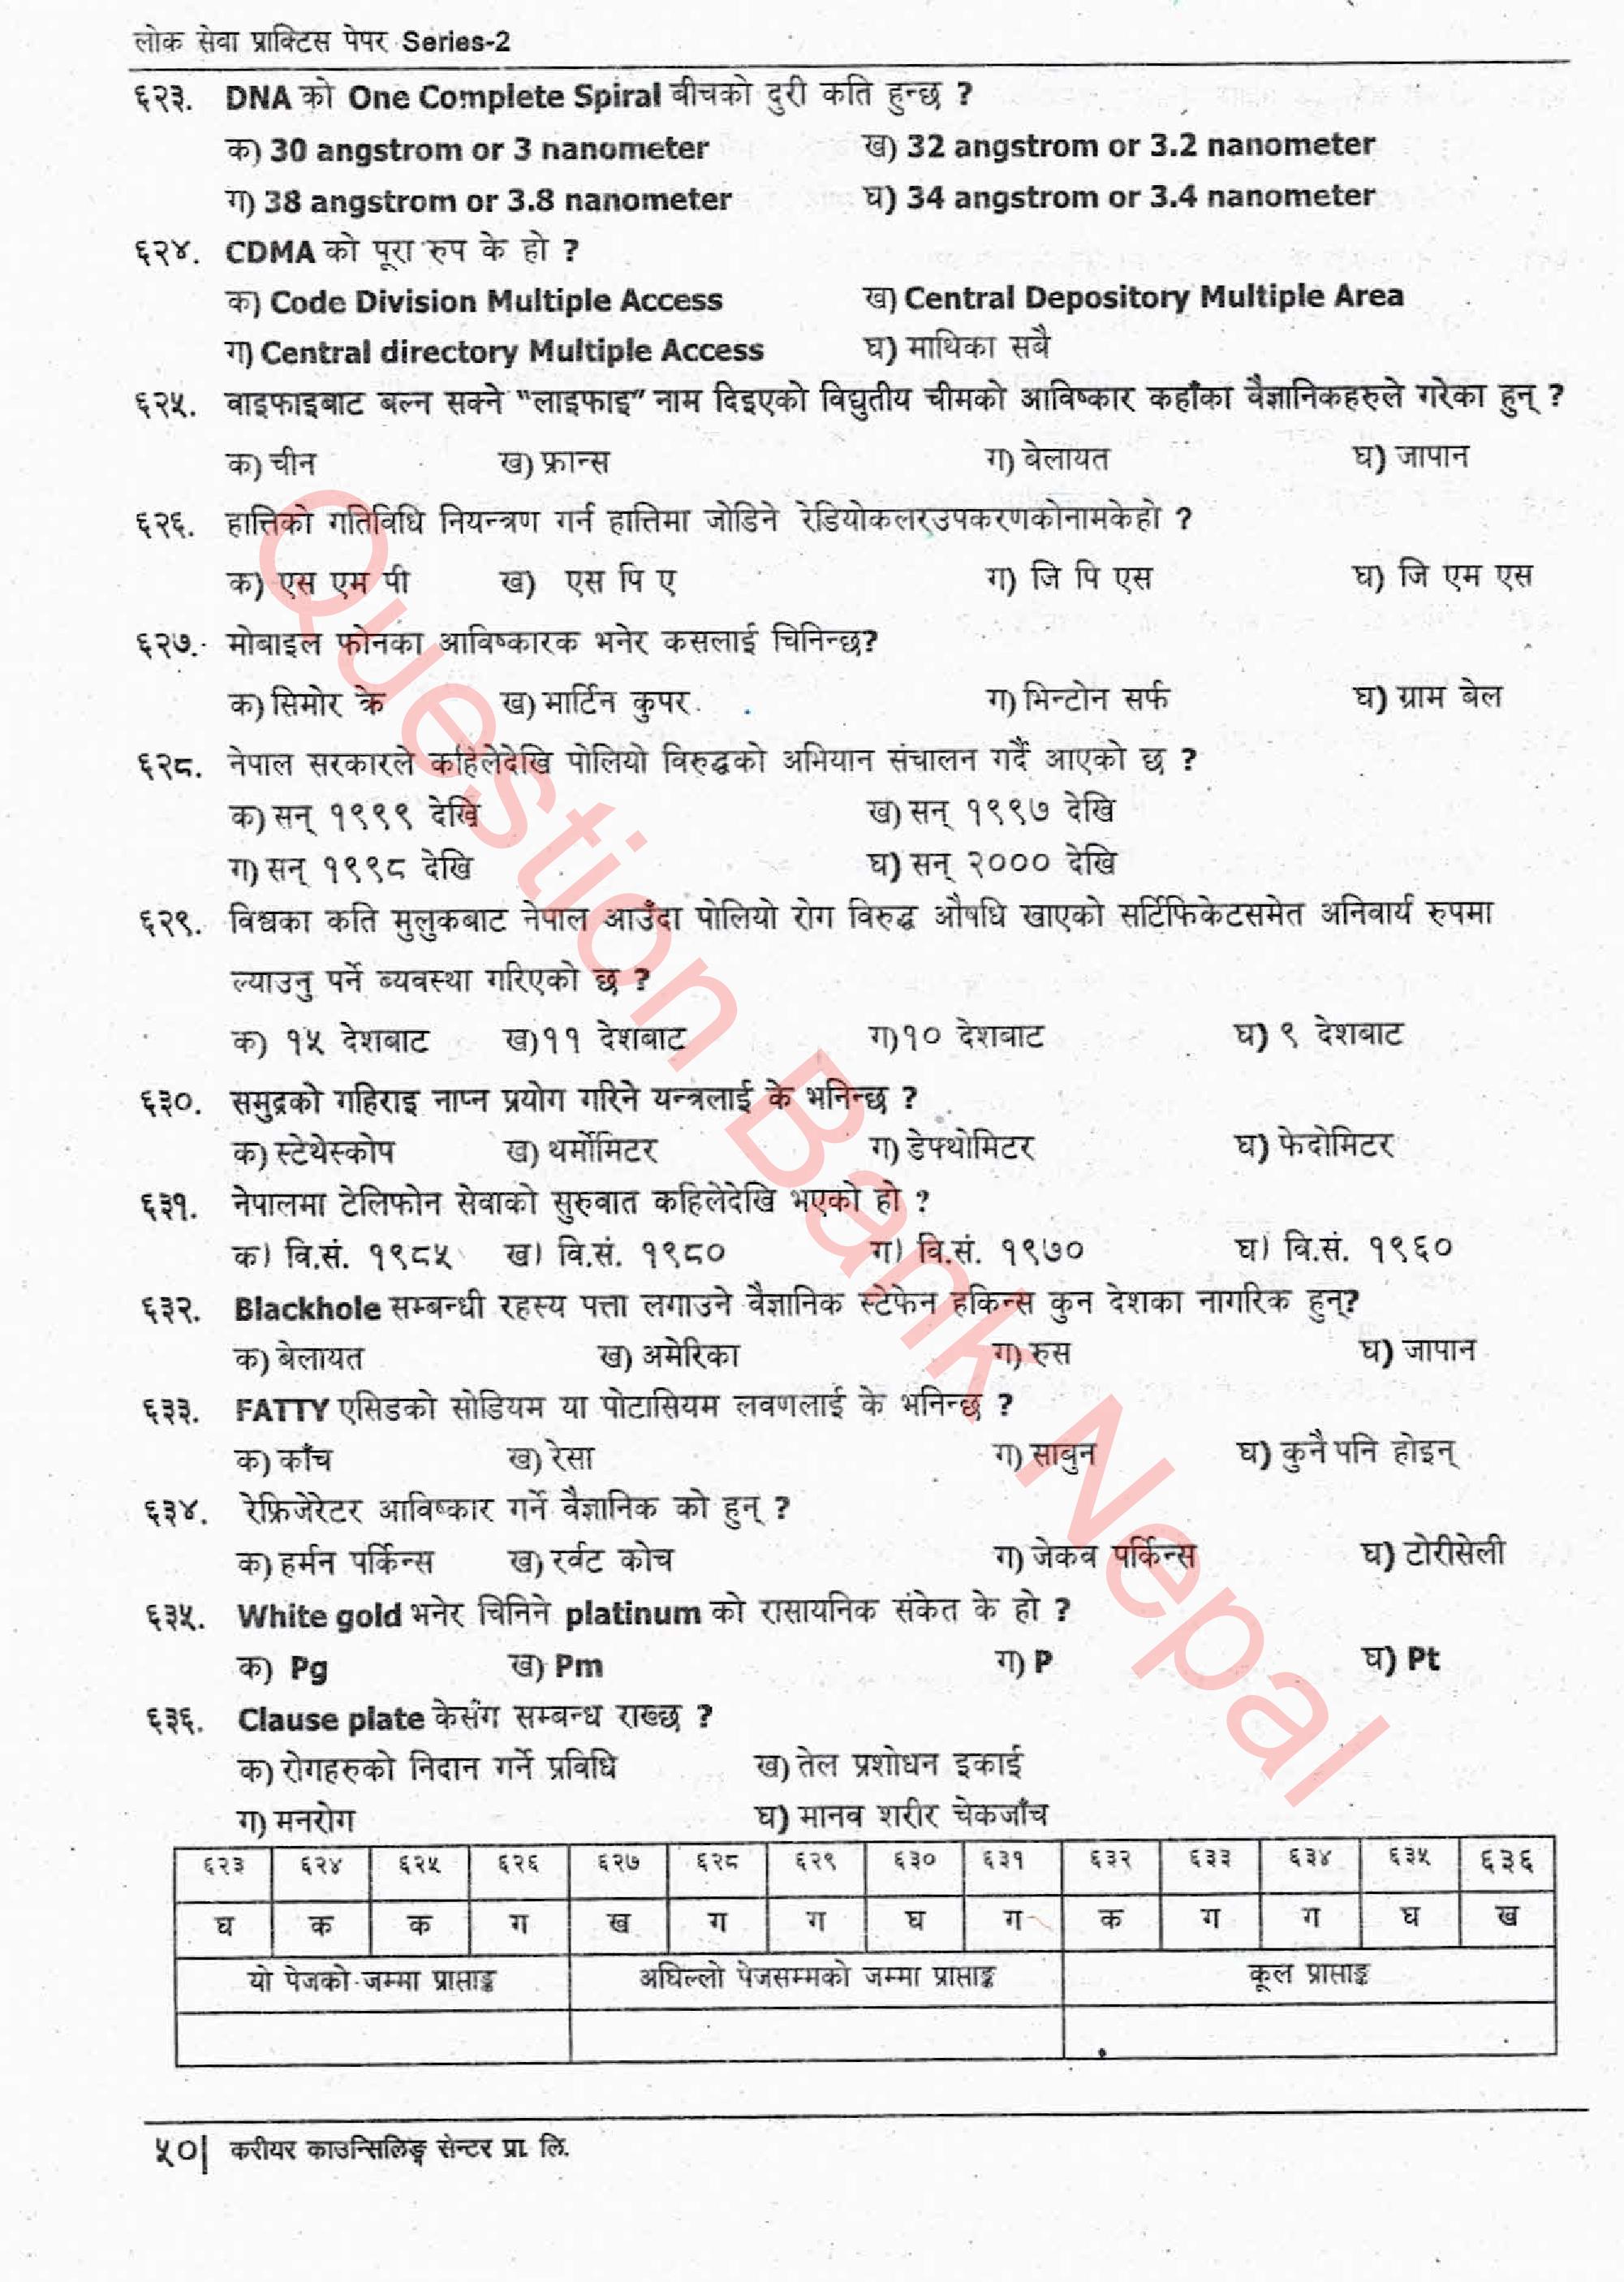 लोक सेवा प्राक्टिस पेपर Series-2
६२३. DNA को One Complete Spiral बीचको दुरी कति हुन्छ ?
क) 30 angstrom or 3 nanometer ख) 32 angstrom or 3.2 nanometer
ग) 38 angstrom or 3.8 nanometer घ) 34 angstrom or 3.4 nanometer
६२४. CDMA को पूरा रुप के हो ?
क) Code Division Multiple Access ख) Central Depository Multiple Area
ग) Central directory Multiple Access घ) माथिका सबै
६२५. वाइफाइबाट बल्न सक्ने "लाइफाइ" नाम दिइएको विद्युतीय चीमको आविष्कार कहाँका वैज्ञानिकहरुले गरेका हुन् ?
क) चीन ख) फ्रान्स ग) बेलायत घ) जापान
६२६. हात्तिको गतिविधि नियन्त्रण गर्न हात्तिमा जोडिने रेडियोकलरउपकरणकोनामकेहो ?
क) एस एम पी ख) एस पि ए ग) जि पि एस घ) जि एम एस
६२७. मोबाइल फोनका आविष्कारक भनेर कसलाई चिनिन्छ?
क) सिमोर क्रे ख) मार्टिन कुपर ग) भिन्टोन सर्फ घ) ग्राम बेल
६२८. नेपाल सरकारले कहिलेदेखि पोलियो विरुद्धको अभियान संचालन गर्दै आएको छ ?
क) सन् १९९९ देखि ख) सन् १९९७ देखि
ग) सन् १९९८ देखि घ) सन् २००० देखि
६२९. विश्वका कति मुलुकबाट नेपाल आउँदा पोलियो रोग विरुद्ध औषधि खाएको सर्टिफिकेटसमेत अनिवार्य रुपमा
ल्याउनु पर्ने ब्यवस्था गरिएको छ ?
क) १५ देशबाट ख)११ देशबाट ग)१० देशबाट घ) ९ देशबाट
६३०. समुद्रको गहिराइ नाप्न प्रयोग गरिने यन्त्रलाई के भनिन्छ ?
क) स्टेथेस्कोप ख) थर्मोमिटर ग) डेफ्थोमिटर घ) फेदोमिटर
६३१. नेपालमा टेलिफोन सेवाको सुरुवात कहिलेदेखि भएको हो ?
क) वि.सं. १९८५ ख) वि.सं. १९८० ग) वि.सं. १९७० घ) वि.सं. १९६०
६३२. Blackhole सम्बन्धी रहस्य पत्ता लगाउने वैज्ञानिक स्टेफेन हकिन्स कुन देशका नागरिक हुन्?
क) बेलायत ख) अमेरिका ग) रुस घ) जापान
६३३. FATTY एसिडको सोडियम या पोटासियम लवणलाई के भनिन्छ ?
क) काँच ख) रेसा ग) साबुन घ) कुनै पनि होइन्
६३४. रेफ्रिजेरेटर आविष्कार गर्ने वैज्ञानिक को हुन् ?
क) हर्मन पर्किन्स ख) रर्वट कोच ग) जेकव पर्किन्स घ) टोरीसेली
६३५. White gold भनेर चिनिने platinum को रासायनिक संकेत के हो ?
क) Pg ख) Pm ग) P घ) Pt
६३६. Clause plate केसँग सम्बन्ध राख्छ ?
क) रोगहरुको निदान गर्ने प्रविधि ख) तेल प्रशोधन इकाई
ग) मनरोग घ) मानव शरीर चेकजाँच
६२३ ६२४ ६२५ ६२६ ६२७ ६२८ ६२९ ६३० ६३१ ६३२ ६३३ ६३४ ६३५ ६३६
घ क क ग ख ग ग घ ग क ग ग घ ख
यो पेजको जम्मा प्राप्ताङ्क अघिल्लो पेजसम्मको जम्मा प्राप्ताङ्क कूल प्राप्ताङ्क
५०| करीयर काउन्सिलिङ्ग सेन्टर प्रा. लि.
Question Bank Nepal